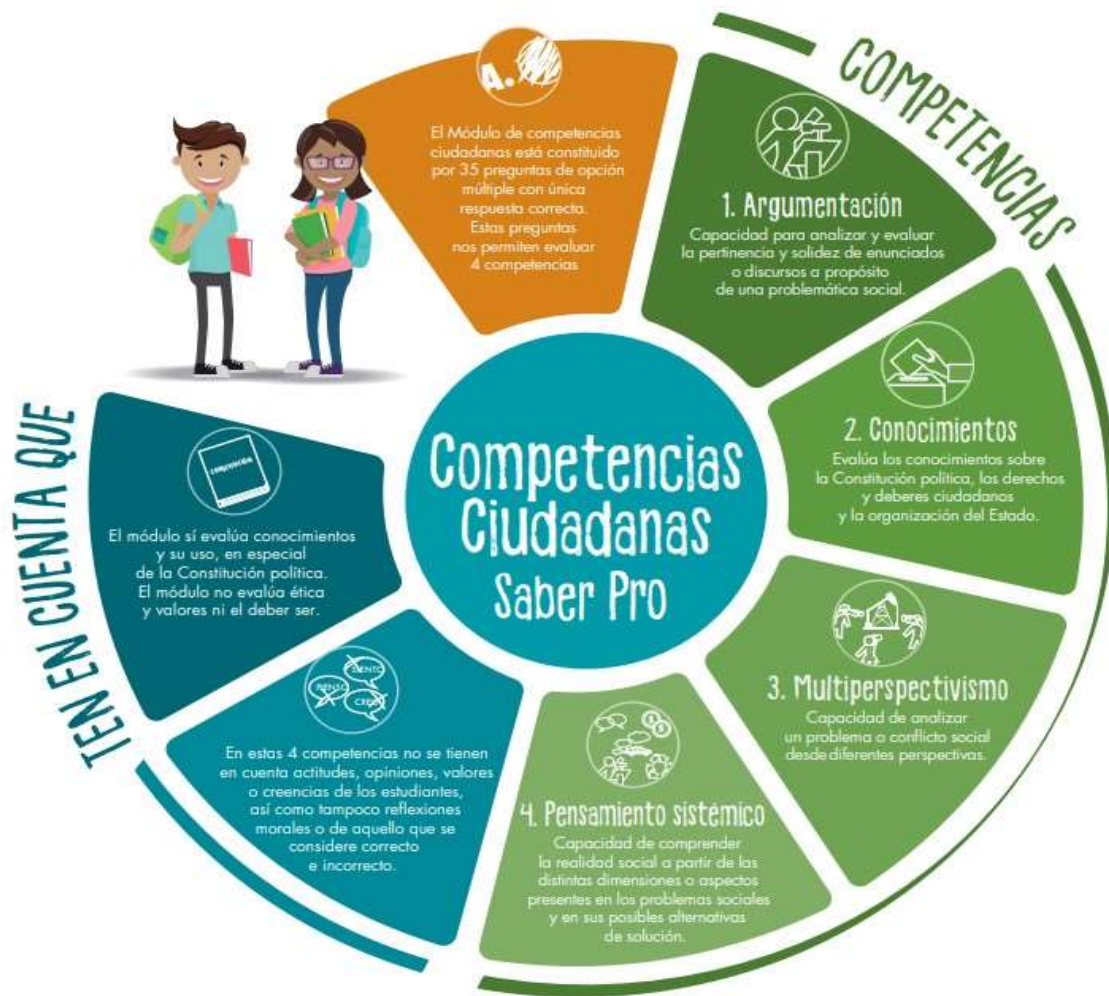 A.
El Módulo de competencias
ciudadanas está constituido
por 35 preguntas de opción
múltiple con única
respuesta correcta.
Estas preguntas
nos permiten evaluar
4 competencias
COMPETENCIAS
1. Argumentación
Capacidad para analizar y evaluar
la pertinencia y solidez de enunciados
o discursos a propósito
de una problemática social.
2. Conocimientos
Evalúa los conocimientos sobre
la Constitución política, los derechos
y deberes ciudadanos
y la organización del Estado.
3. Multiperspectivismo
Capacidad de analizar
un problema o conflicto social
desde diferentes perspectivas.
4. Pensamiento sistémico
Capacidad de comprender
la realidad social a partir de las
distintas dimensiones o aspectos
presentes en los problemas sociales
y en sus posibles alternativas
de solución.
Competencias
Ciudadanas
Saber Pro
TEN EN CUENTA QUE
CONSTITUCIÓN
El módulo sí evalúa conocimientos
y su uso, en especial
de la Constitución política.
El módulo no evalúa ética
y valores ni el deber ser.
SIENTO
PIENSO
CREO
En estas 4 competencias no se tienen
en cuenta actitudes, opiniones, valores
o creencias de los estudiantes,
así como tampoco reflexiones
morales o de aquello que se
considere correcto
e incorrecto.